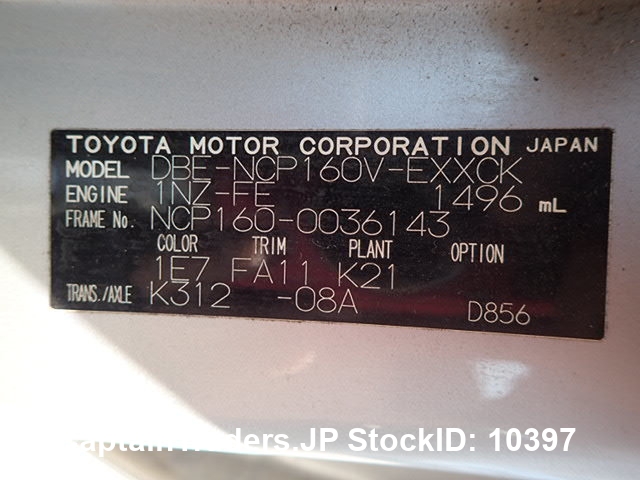 TOYOTA MOTOR CORPORATION JAPAN
MODEL DBE-NCP160V-EXXCK
ENGINE 1NZ-FE 1496 mL
FRAME No. NCP160-0036143
COLOR TRIM PLANT OPTION
1E7 FA11 K21
TRANS./AXLE K312 -08A D856
StockID: 10397